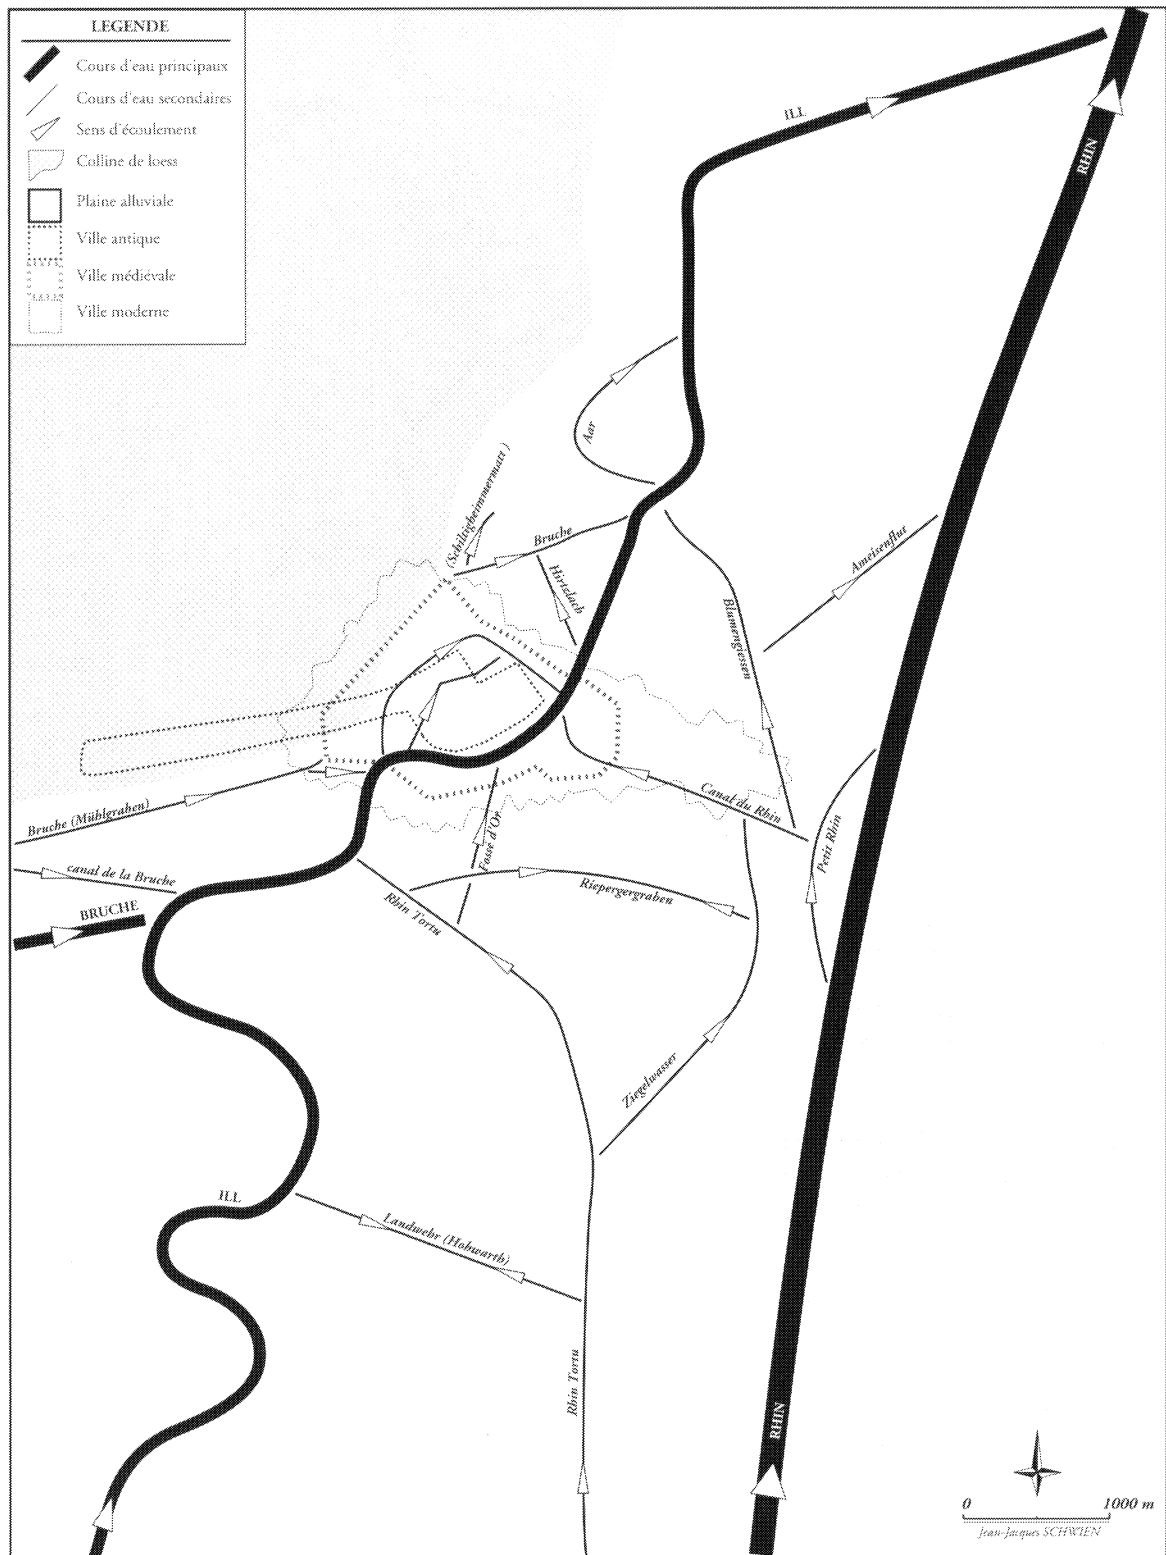 LEGENDE
Cours d'eau principaux
Cours d'eau secondaires
Sens d'écoulement
Colline de loess
Plaine alluviale
Ville antique
Ville médiévale
Ville moderne
ILL
RHIN
Aar
(Schiltigheimmermatt)
Bruche
Hirtzlach
Ameisenflut
Blumengiessen
Canal du Rhin
Petit Rhin
Bruche (Mühlgraben)
canal de la Bruche
BRUCHE
Fossé d'Or
Riepergergraben
Rhin Tortu
Ziegelwasser
ILL
Landwehr (Hohwarth)
Rhin Tortu
RHIN
0 1000 m
Jean-Jacques SCHWIEN